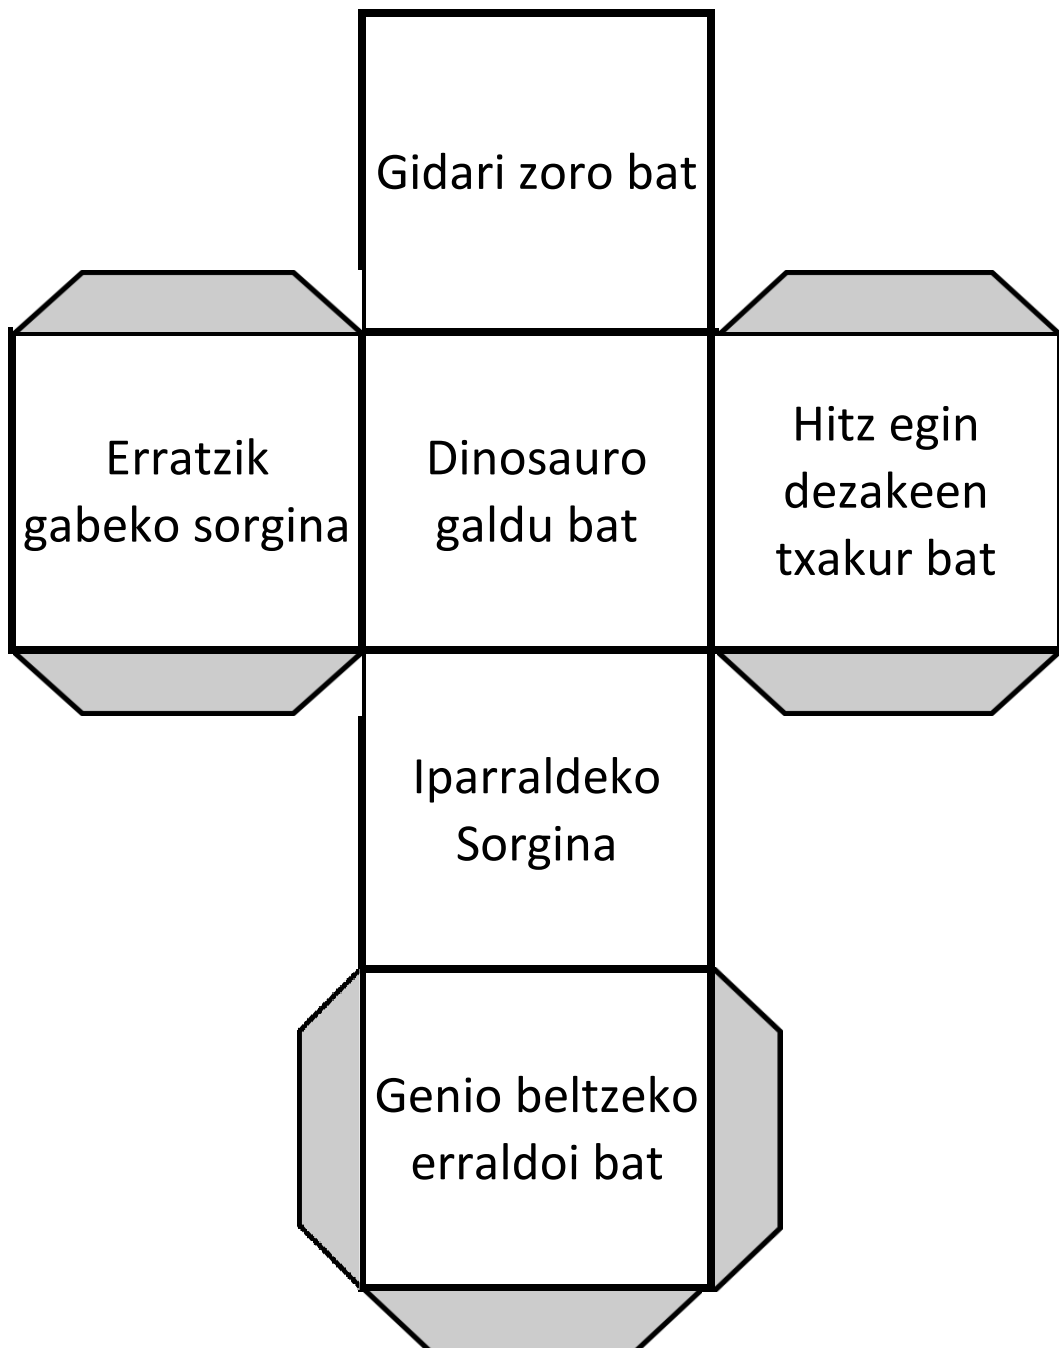 Gidari zoro bat
Erratzik
gabeko sorgina
Dinosauro
galdu bat
Hitz egin
dezakeen
txakur bat
Iparraldeko
Sorgina
Genio beltzeko
erraldoi bat